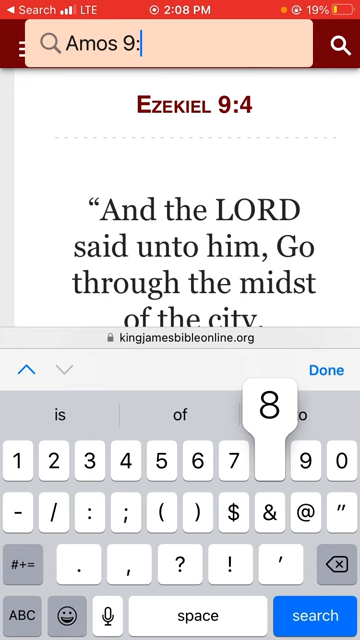 ◀ Search LTE 2:08 PM 19%
Amos 9:
EZEKIEL 9:4
“And the LORD
said unto him, Go
through the midst
of the city,
kingjamesbibleonline.org
Done
is of o
8
1 2 3 4 5 6 7 9 0
- / : ; ( ) $ & @ "
#+= . , ? ! ’
ABC space search